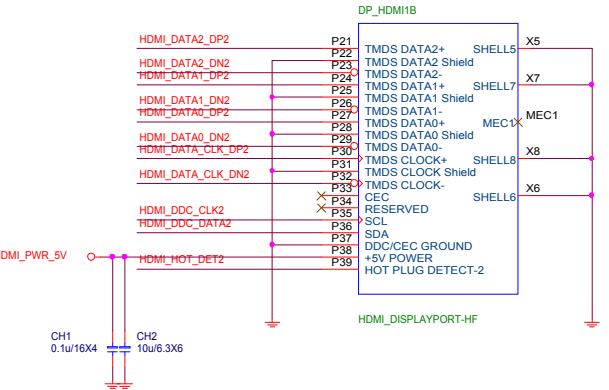 DP_HDMI1B
HDMI_DATA2_DP2 P21 TMDS DATA2+ SHELL5 X5
P22 TMDS DATA2 Shield
HDMI_DATA2_DN2 P23 TMDS DATA2-
HDMI_DATA1_DP2 P24 TMDS DATA1+ SHELL7 X7
P25 TMDS DATA1 Shield
HDMI_DATA1_DN2 P26 TMDS DATA1-
HDMI_DATA0_DP2 P27 TMDS DATA0+ MEC1 MEC1
P28 TMDS DATA0 Shield
HDMI_DATA0_DN2 P29 TMDS DATA0-
HDMI_DATA_CLK_DP2 P30 TMDS CLOCK+ SHELL8 X8
P31 TMDS CLOCK Shield
HDMI_DATA_CLK_DN2 P32 TMDS CLOCK-
P33 CEC SHELL6 X6
P34 RESERVED
HDMI_DDC_CLK2 P35 SCL
HDMI_DDC_DATA2 P36 SDA
P37 DDC/CEC GROUND
DMI_PWR_5V P38 +5V POWER
HDMI_HOT_DET2 P39 HOT PLUG DETECT-2
HDMI_DISPLAYPORT-HF
CH1 CH2
0.1u/16X4 10u/6.3X6